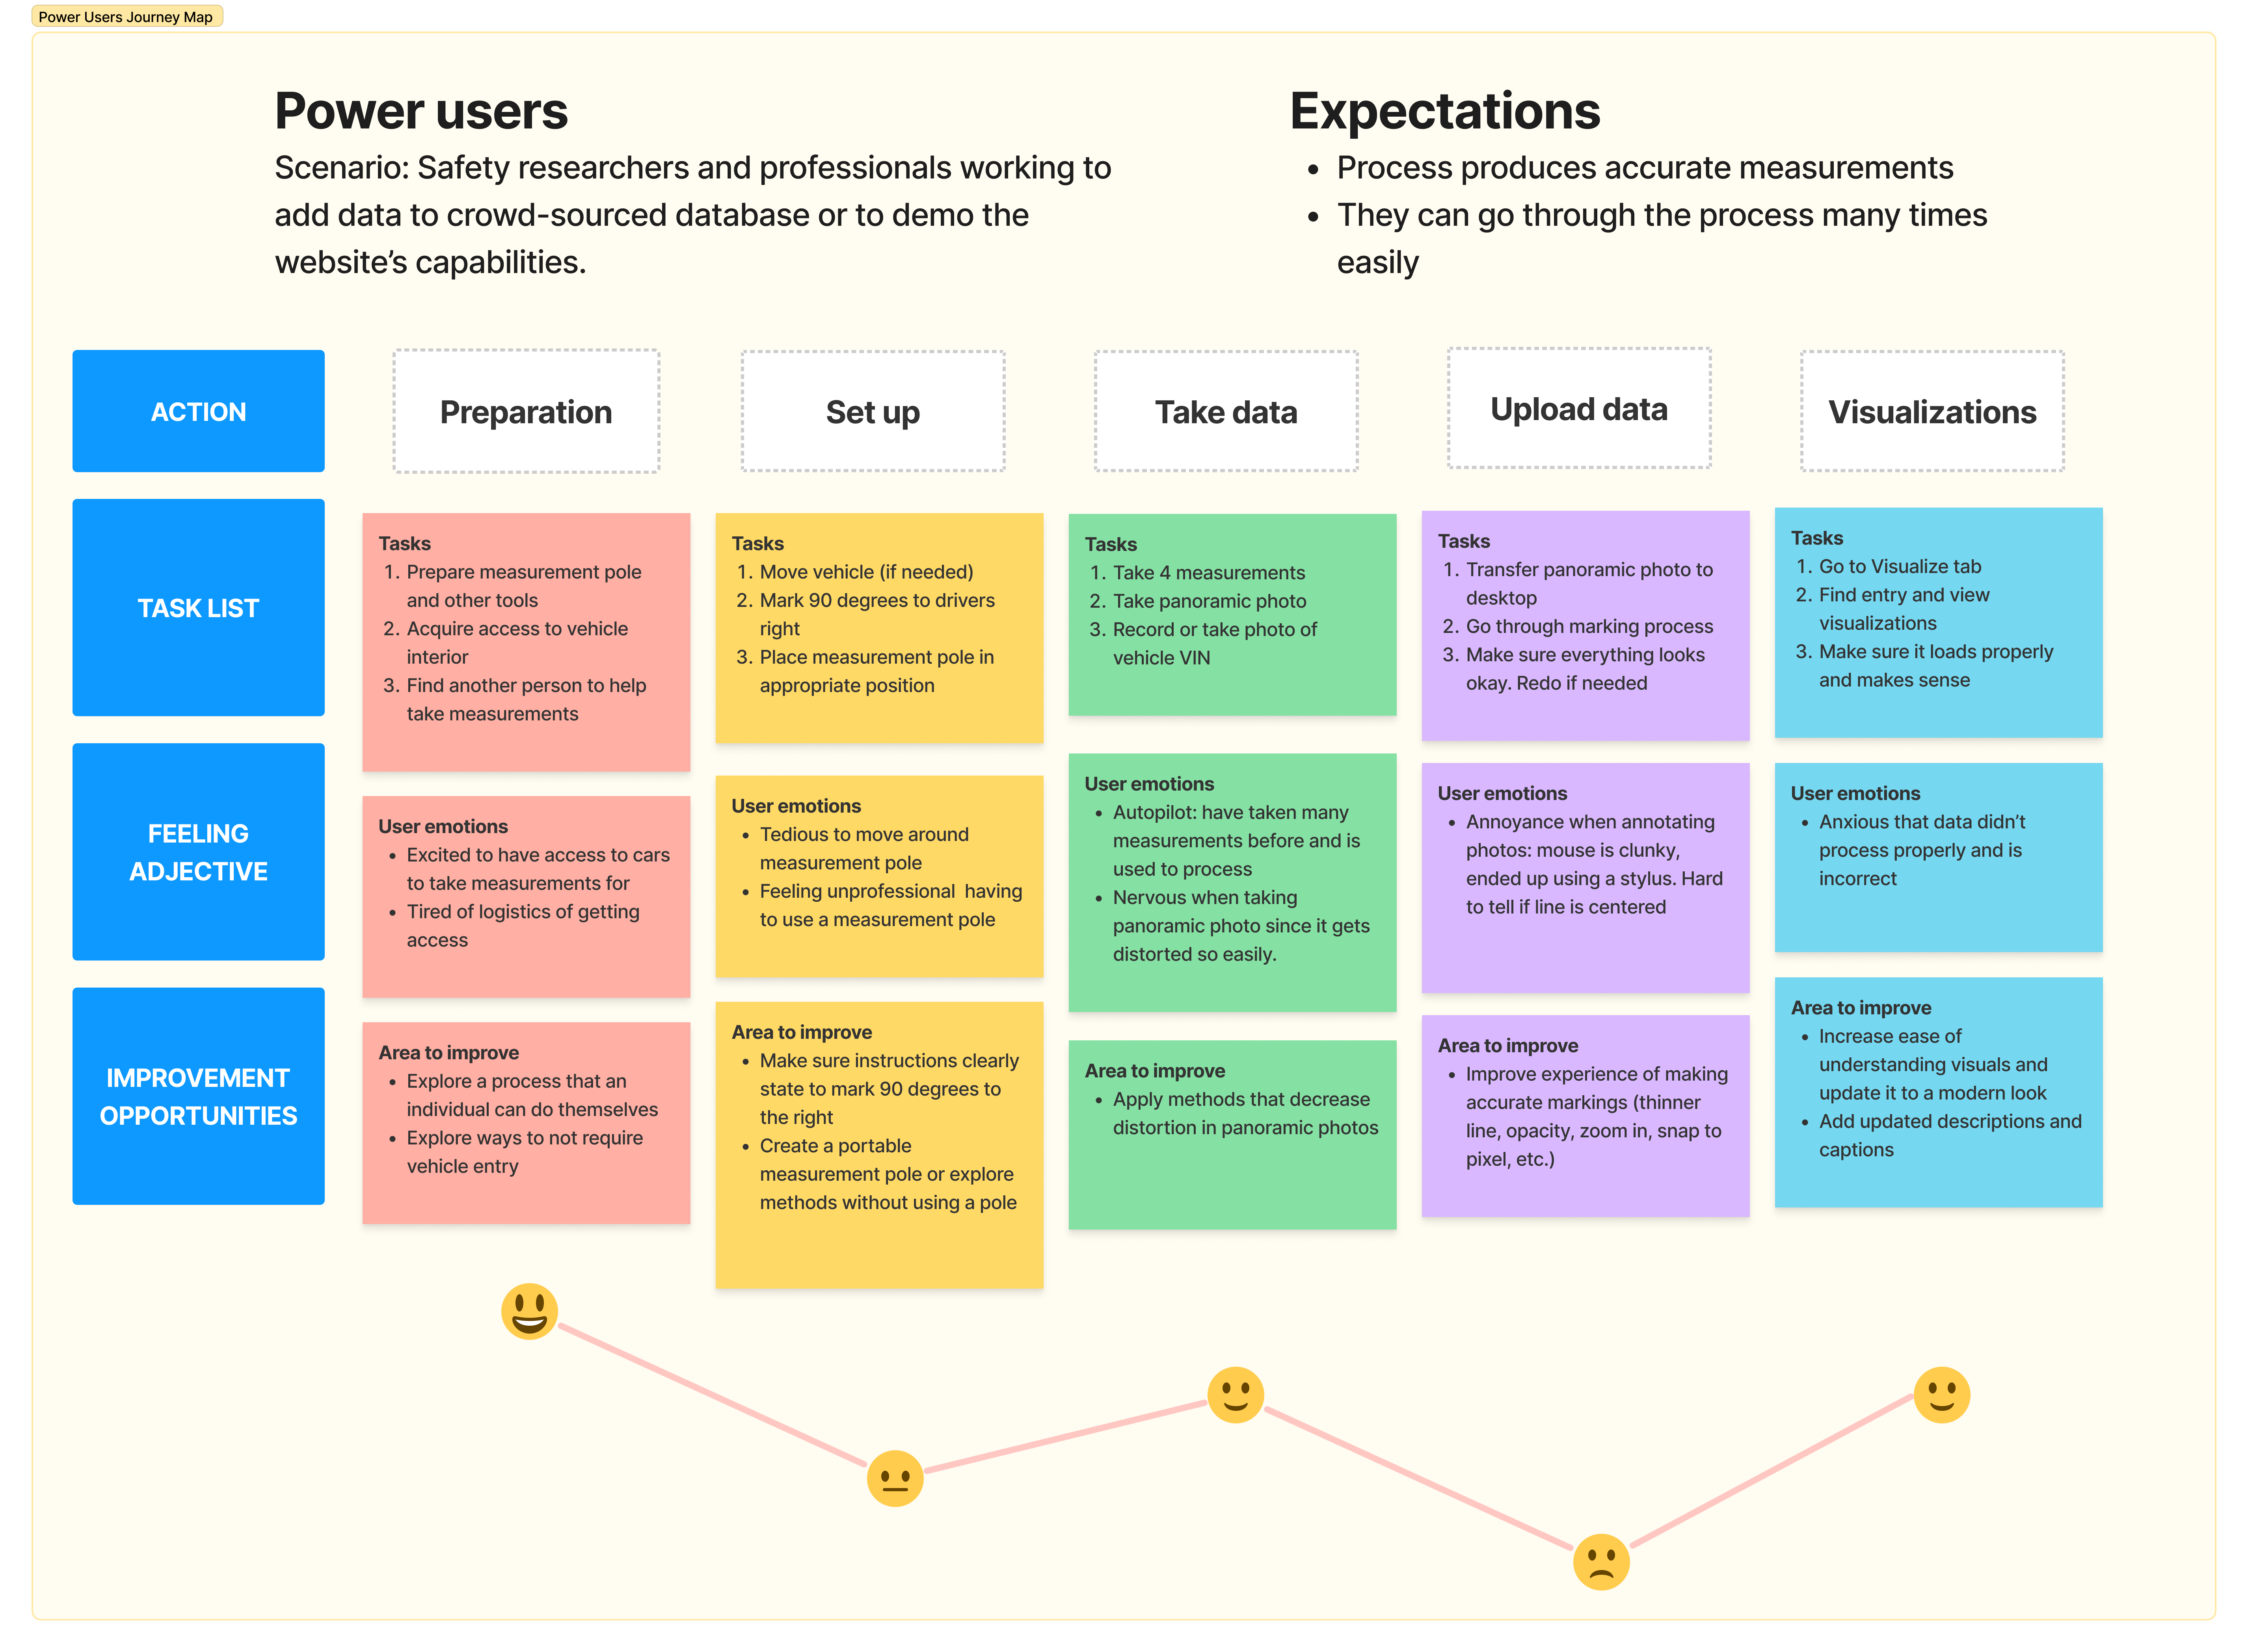 Power Users Journey Map
Power users
Scenario: Safety researchers and professionals working to
add data to crowd-sourced database or to demo the
website's capabilities.
Expectations
• Process produces accurate measurements
• They can go through the process many times
easily
ACTION
Preparation
Set up
Take data
Upload data
Visualizations
TASK LIST
Tasks
1. Prepare measurement pole
and other tools
2. Acquire access to vehicle
interior
3. Find another person to help
take measurements
Tasks
1. Move vehicle (if needed)
2. Mark 90 degrees to drivers
right
3. Place measurement pole in
appropriate position
Tasks
1. Take 4 measurements
2. Take panoramic photo
3. Record or take photo of
vehicle VIN
Tasks
1. Transfer panoramic photo to
desktop
2. Go through marking process
3. Make sure everything looks
okay. Redo if needed
Tasks
1. Go to Visualize tab
2. Find entry and view
visualizations
3. Make sure it loads properly
and makes sense
FEELING
ADJECTIVE
User emotions
• Excited to have access to cars
to take measurements for
• Tired of logistics of getting
access
User emotions
• Tedious to move around
measurement pole
• Feeling unprofessional  having
to use a measurement pole
User emotions
• Autopilot: have taken many
measurements before and is
used to process
• Nervous when taking
panoramic photo since it gets
distorted so easily.
User emotions
• Annoyance when annotating
photos: mouse is clunky,
ended up using a stylus. Hard
to tell if line is centered
User emotions
• Anxious that data didn't
process properly and is
incorrect
IMPROVEMENT
OPPORTUNITIES
Area to improve
• Explore a process that an
individual can do themselves
• Explore ways to not require
vehicle entry
Area to improve
• Make sure instructions clearly
state to mark 90 degrees to
the right
• Create a portable
measurement pole or explore
methods without using a pole
Area to improve
• Apply methods that decrease
distortion in panoramic photos
Area to improve
• Improve experience of making
accurate markings (thinner
line, opacity, zoom in, snap to
pixel, etc.)
Area to improve
• Increase ease of
understanding visuals and
update it to a modern look
• Add updated descriptions and
captions